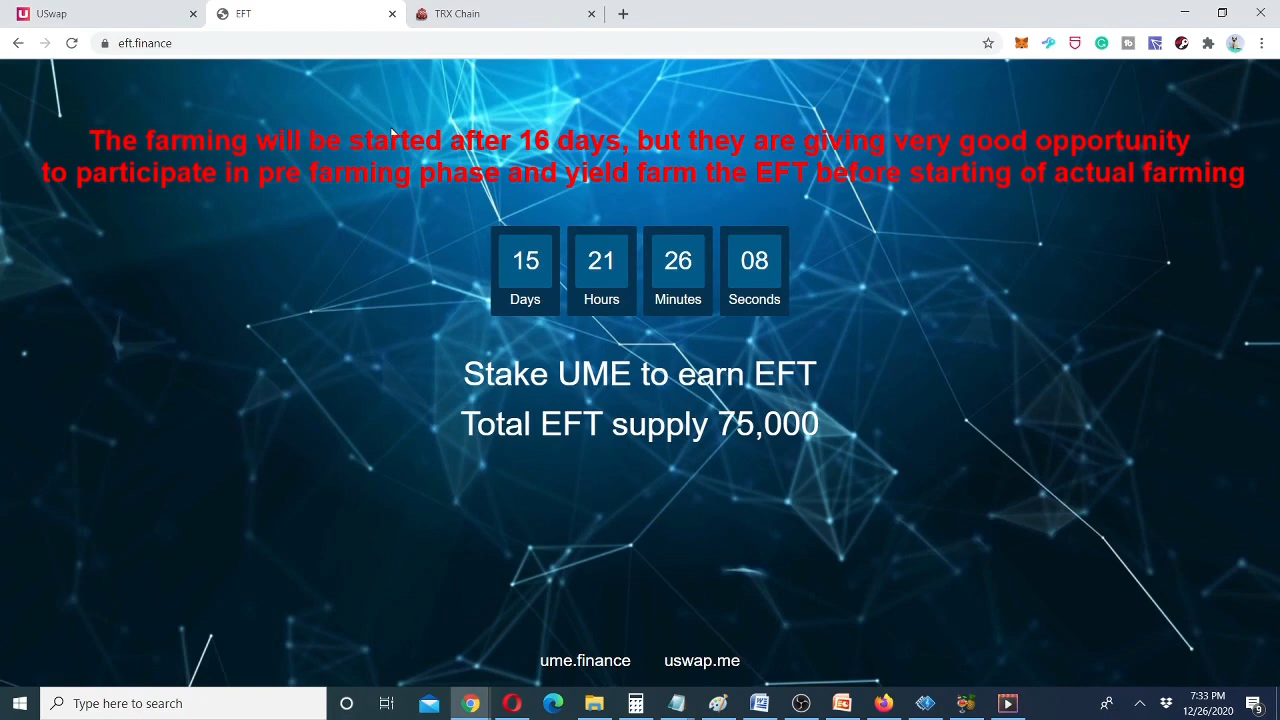 USwap
EFT
TRX Chain
eft.finance
The farming will be started after 16 days, but they are giving very good opportunity
to participate in pre farming phase and yield farm the EFT before starting of actual farming
15 21 26 08
Days Hours Minutes Seconds
Stake UME to earn EFT
Total EFT supply 75,000
ume.finance uswap.me
Type here to search
7:33 PM
12/26/2020